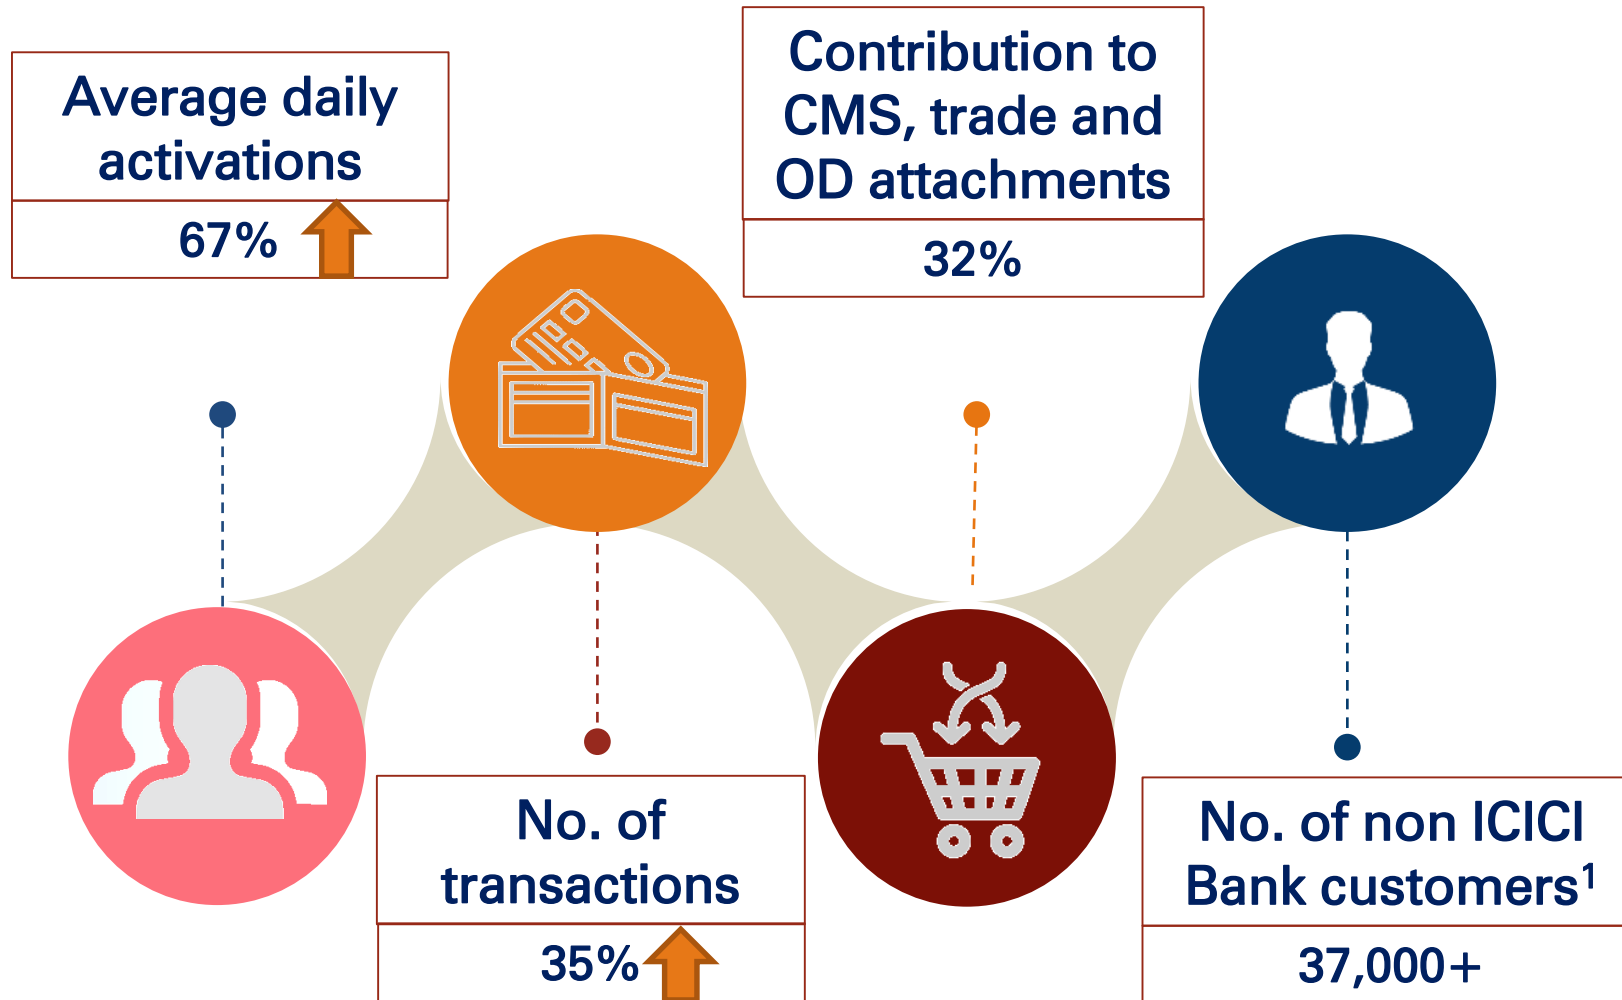 Average daily
activations
67%
Contribution to
CMS, trade and
OD attachments
32%
No. of
transactions
35%
No. of non ICICI
Bank customers¹
37,000+